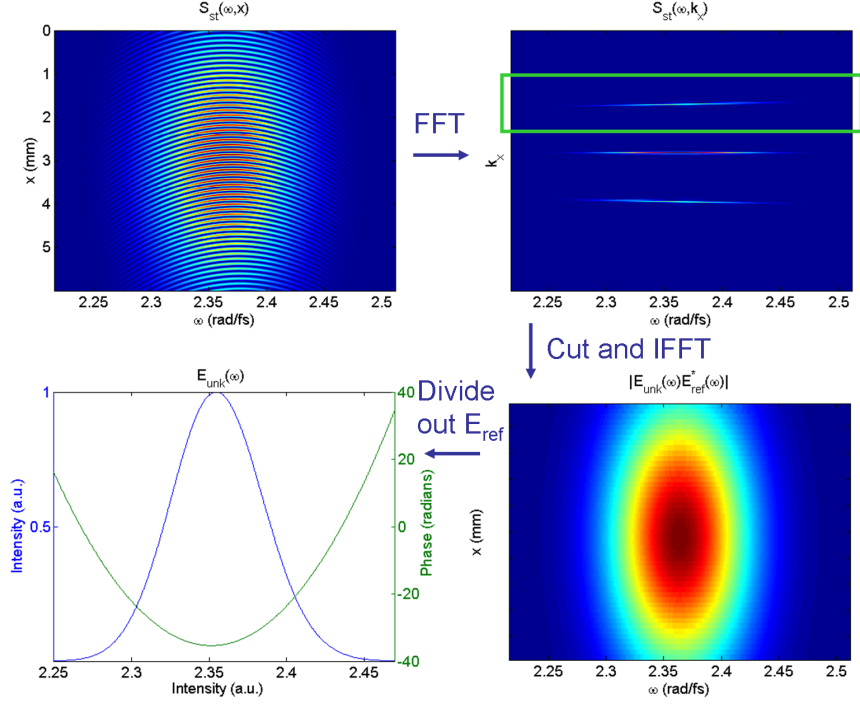 S_st(ω,x)
0
1
2
3
4
5
x (mm)
2.25
2.3
2.35
2.4
2.45
2.5
ω (rad/fs)
FFT
S_st(ω,k_x)
k_x
2.25
2.3
2.35
2.4
2.45
2.5
ω (rad/fs)
Cut and IFFT
E_unk(ω)
1
0.5
Intensity (a.u.)
40
20
0
-20
-40
Phase (radians)
2.25
2.3
2.35
2.4
2.45
Intensity (a.u.)
Divide
out E_ref
|E_unk(ω)E*_ref(ω)|
x (mm)
2.25
2.3
2.35
2.4
2.45
2.5
ω (rad/fs)